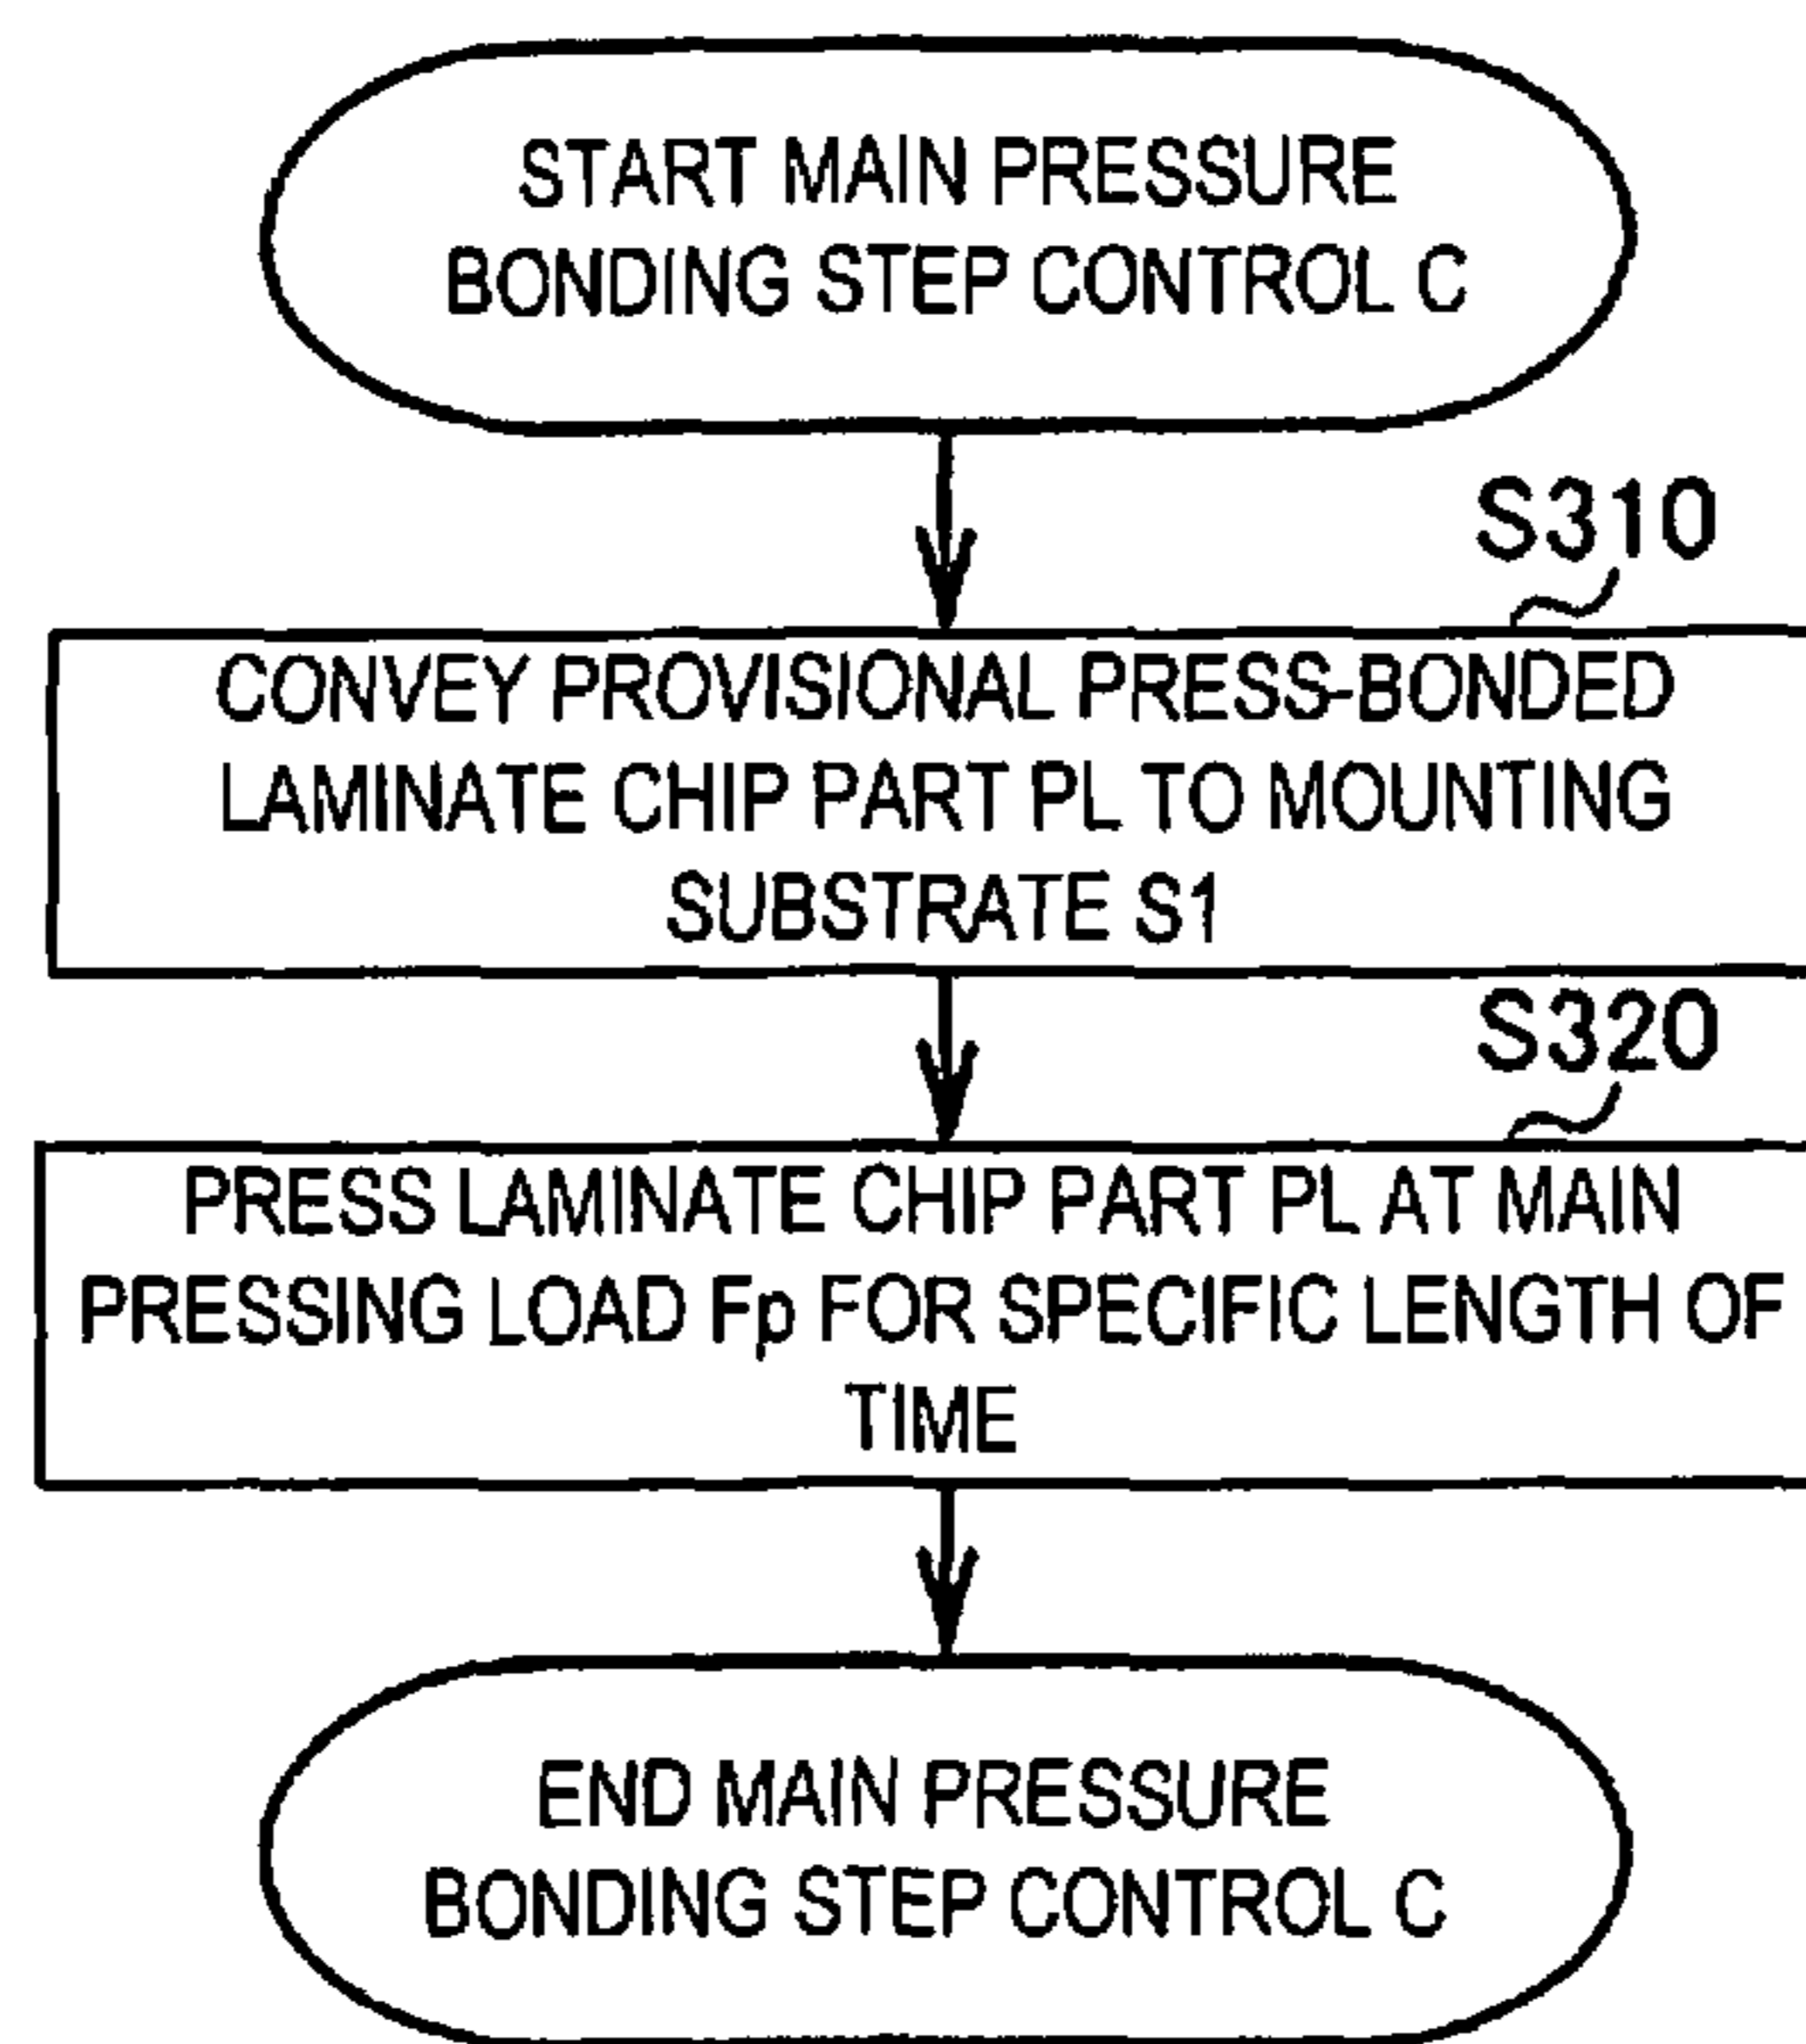 START MAIN PRESSURE
BONDING STEP CONTROL C
S310
CONVEY PROVISIONAL PRESS-BONDED
LAMINATE CHIP PART PL TO MOUNTING
SUBSTRATE S1
S320
PRESS LAMINATE CHIP PART PL AT MAIN
PRESSING LOAD Fp FOR SPECIFIC LENGTH OF
TIME
END MAIN PRESSURE
BONDING STEP CONTROL C